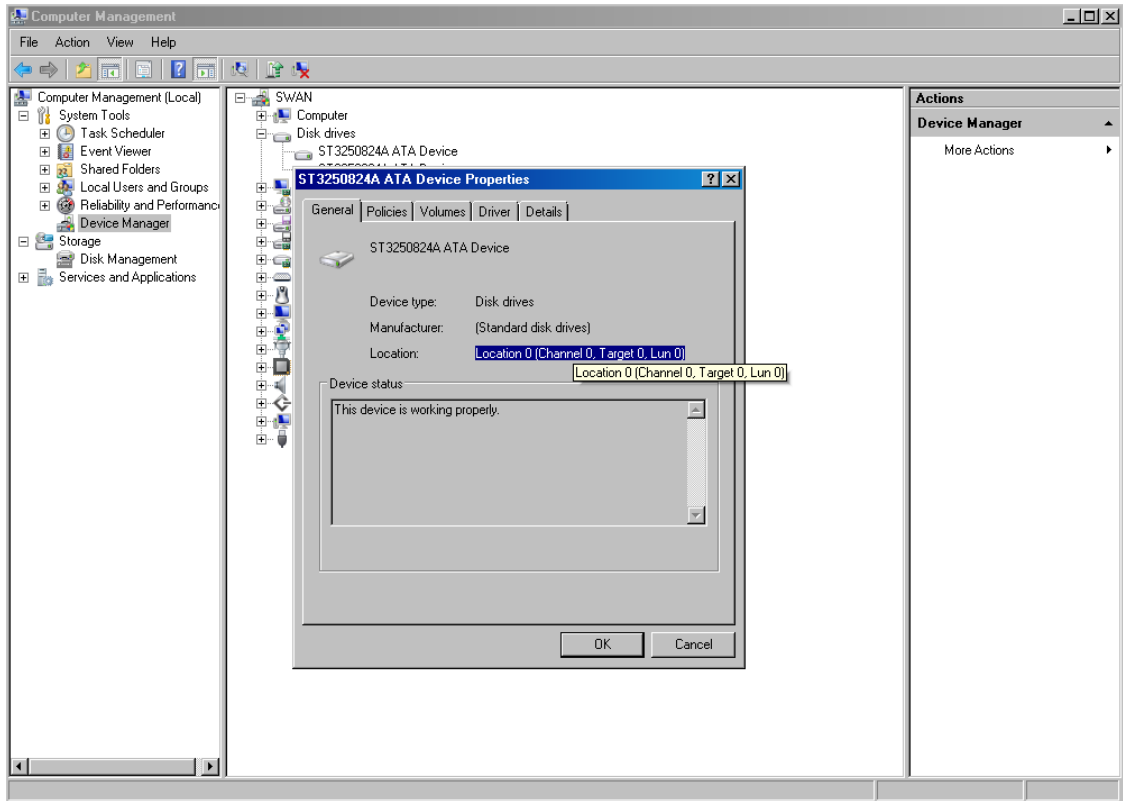 Computer Management
File Action View Help
Computer Management (Local)
System Tools
Task Scheduler
Event Viewer
Shared Folders
Local Users and Groups
Reliability and Performanc
Device Manager
Storage
Disk Management
Services and Applications
SWAN
Computer
Disk drives
ST3250824A ATA Device
ST3250824A ATA Device Properties
General Policies Volumes Driver Details
ST3250824A ATA Device
Device type: Disk drives
Manufacturer: (Standard disk drives)
Location: Location 0 (Channel 0, Target 0, Lun 0)
Location 0 (Channel 0, Target 0, Lun 0)
Device status
This device is working properly.
OK Cancel
Actions
Device Manager
More Actions